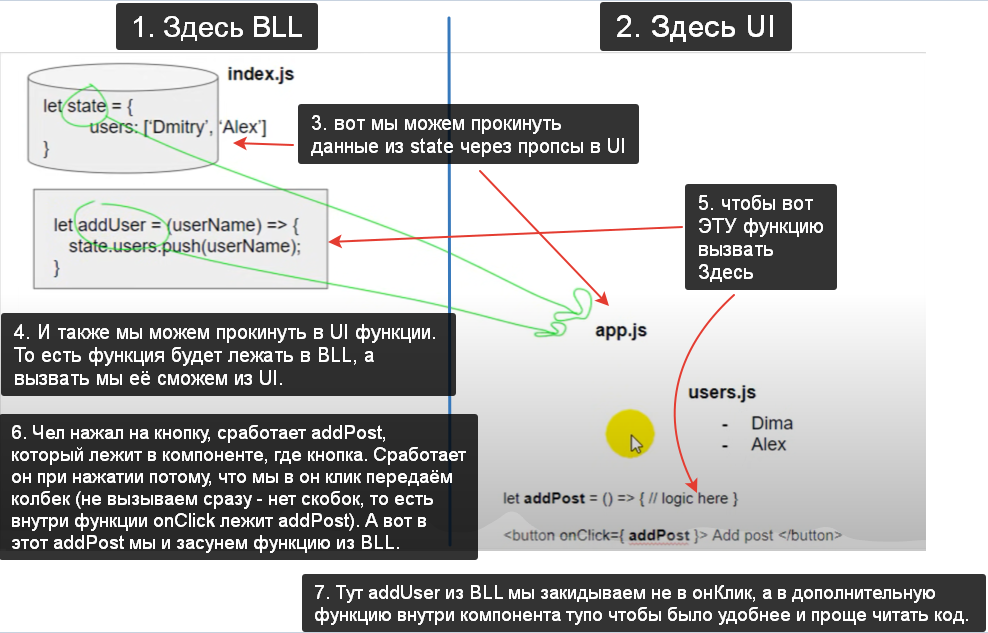 1. Здесь BLL
2. Здесь UI
index.js
let state = {
users: [‘Dmitry’, ‘Alex’]
}
3. вот мы можем прокинуть
данные из state через пропсы в UI
let addUser = (userName) => {
state.users.push(userName);
}
5. чтобы вот
ЭТУ функцию
вызвать
Здесь
app.js
4. И также мы можем прокинуть в UI функции.
То есть функция будет лежать в BLL, а
вызвать мы её сможем из UI.
users.js
- Dima
- Alex
6. Чел нажал на кнопку, сработает addPost,
который лежит в компоненте, где кнопка. Сработает
он при нажатии потому, что мы в он клик передаём
колбек (не вызываем сразу - нет скобок, то есть
внутри функции onClick лежит addPost). А вот в
этот addPost мы и засунем функцию из BLL.
let addPost = () => { // logic here }
<button onClick={ addPost }> Add post </button>
7. Тут addUser из BLL мы закидываем не в онКлик, а в дополнительную
функцию внутри компонента тупо чтобы было удобнее и проще читать код.